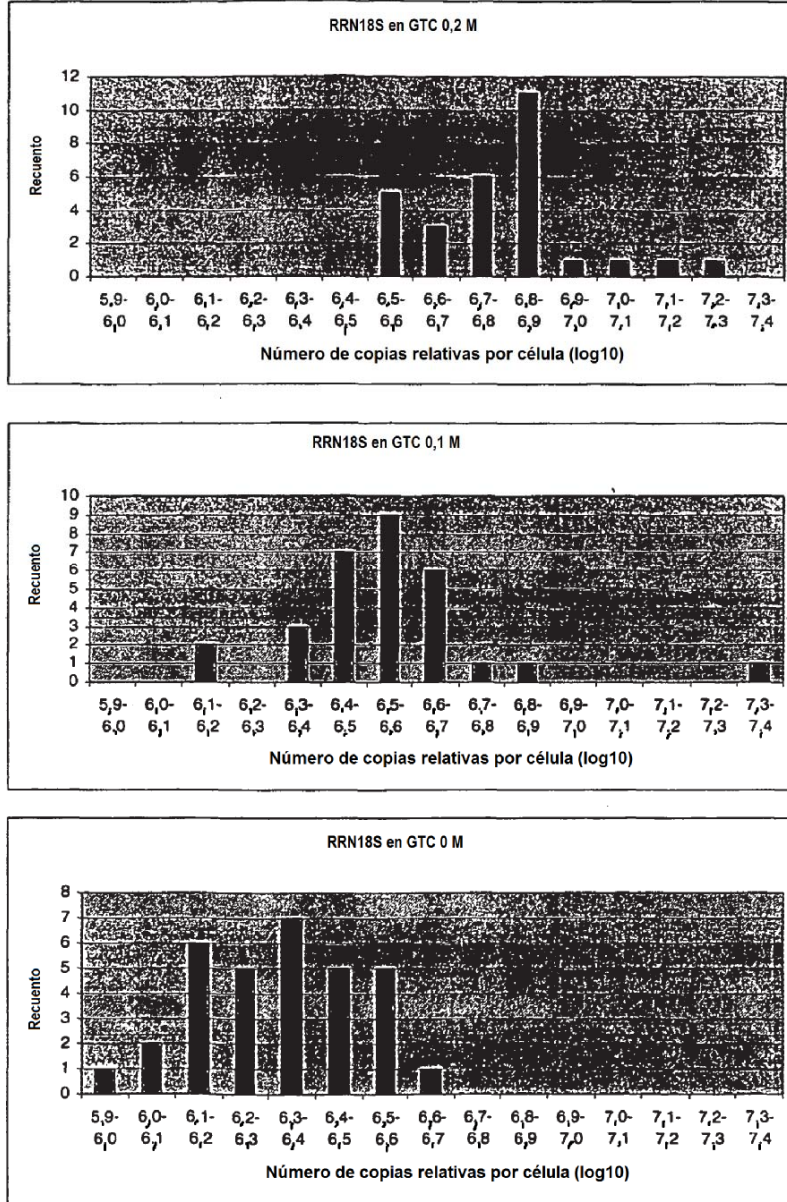 RRN18S en GTC 0,2 M
Recuento
12
10
8
6
4
2
0
5,9- 6,0- 6,1- 6,2- 6,3- 6,4- 6,5- 6,6- 6,7- 6,8- 6,9- 7,0- 7,1- 7,2- 7,3-
6,0 6,1 6,2 6,3 6,4 6,5 6,6 6,7 6,8 6,9 7,0 7,1 7,2 7,3 7,4
Número de copias relativas por célula (log10)
RRN18S en GTC 0,1 M
Recuento
10
9
8
7
6
5
4
3
2
1
0
5,9- 6,0- 6,1- 6,2- 6,3- 6,4- 6,5- 6,6- 6,7- 6,8- 6,9- 7,0- 7,1- 7,2- 7,3-
6,0 6,1 6,2 6,3 6,4 6,5 6,6 6,7 6,8 6,9 7,0 7,1 7,2 7,3 7,4
Número de copias relativas por célula (log10)
RRN18S en GTC 0 M
Recuento
8
7
6
5
4
3
2
1
0
5,9- 6,0- 6,1- 6,2- 6,3- 6,4- 6,5- 6,6- 6,7- 6,8- 6,9- 7,0- 7,1- 7,2- 7,3-
6,0 6,1 6,2 6,3 6,4 6,5 6,6 6,7 6,8 6,9 7,0 7,1 7,2 7,3 7,4
Número de copias relativas por célula (log10)